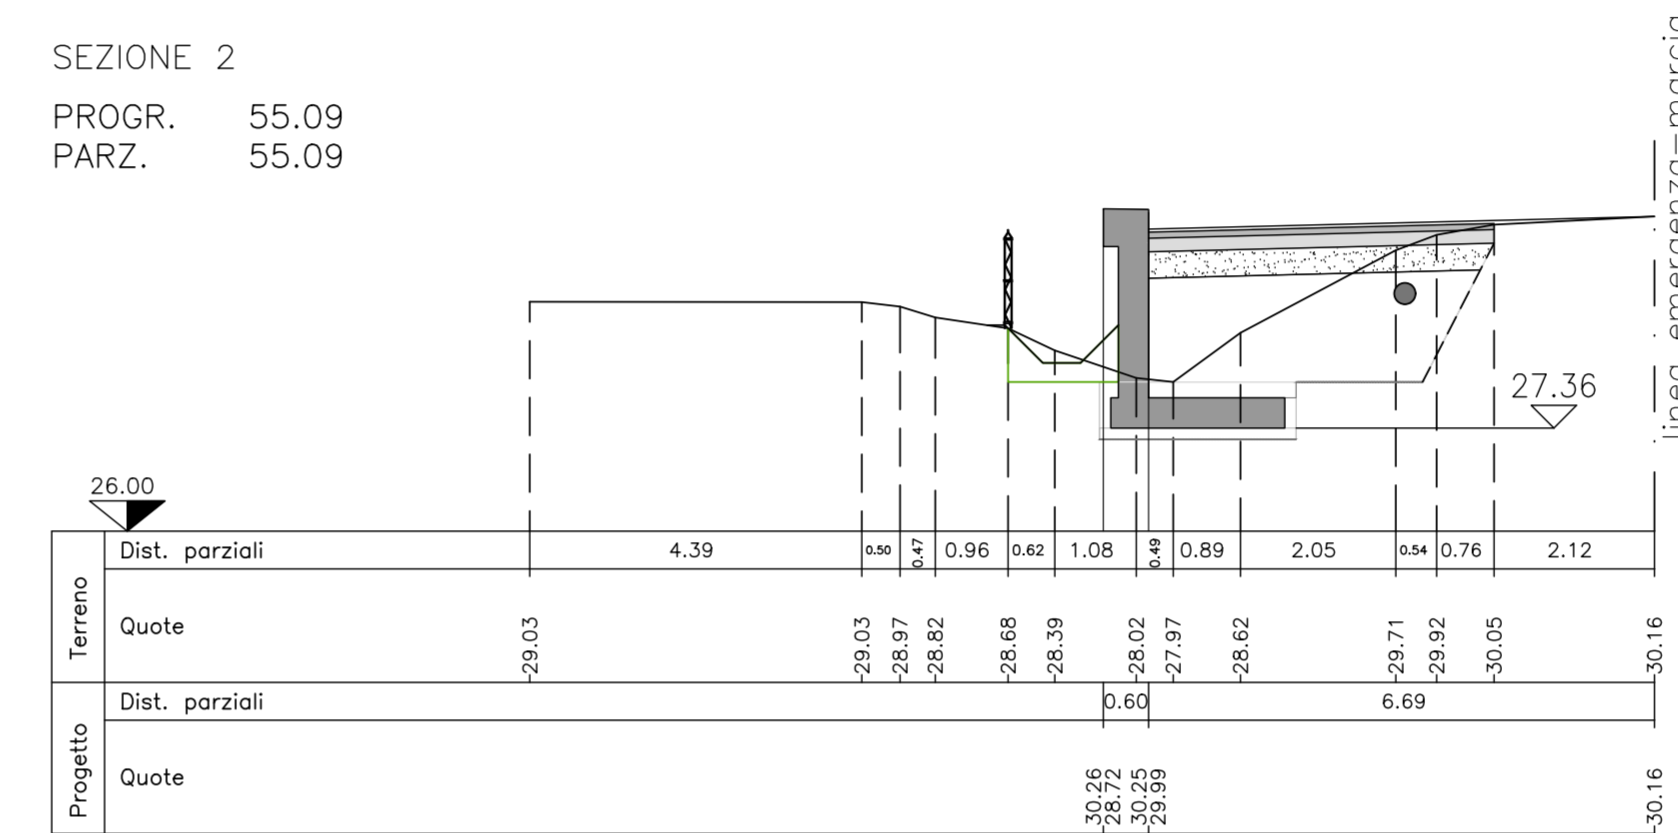 SEZIONE 2
PROGR. 55.09
PARZ. 55.09
linea emergenza-marcia
27.36
26.00
Terreno
Dist. parziali 4.39 0.50 0.47 0.96 0.62 1.08 0.49 0.89 2.05 0.54 0.76 2.12
Quote 29.03 29.03 28.97 28.82 28.68 28.39 28.02 27.97 28.62 29.71 29.92 30.05 30.16
Progetto
Dist. parziali 0.60 6.69
Quote 30.26 28.72 30.25 29.99 30.16